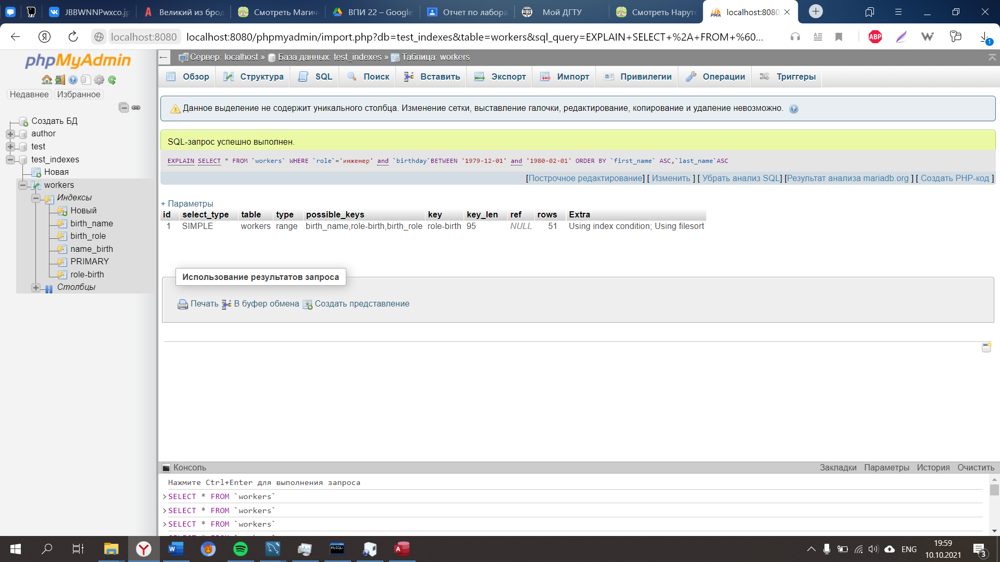 JBBWNNPwxco.jp
Великий из брод
Смотреть Магич
ВПИ 22 – Google
Отчет по лабора
Мой ДГТУ
Смотреть Нарут
localhost:8080
localhost:8080 localhost:8080/phpmyadmin/import.php?db=test_indexes&table=workers&sql_query=EXPLAIN+SELECT+%2A+FROM+%60...
ABP
1
phpMyAdmin
Недавнее Избранное
Создать БД
author
test
test_indexes
Новая
workers
Индексы
Новый
birth_name
birth_role
name_birth
PRIMARY
role-birth
Столбцы
Сервер: localhost » База данных: test_indexes » Таблица: workers
Обзор Структура SQL Поиск Вставить Экспорт Импорт Привилегии Операции Триггеры
Данное выделение не содержит уникального столбца. Изменение сетки, выставление галочки, редактирование, копирование и удаление невозможно.
SQL-запрос успешно выполнен.
EXPLAIN SELECT * FROM `workers` WHERE `role`='инженер' and `birthday`BETWEEN '1979-12-01' and '1980-02-01' ORDER BY `first_name` ASC,`last_name`ASC
[Построчное редактирование] [ Изменить ] [ Убрать анализ SQL] [Результат анализа mariadb.org ] [ Создать PHP-код ]
+ Параметры
id select_type table type possible_keys key key_len ref rows Extra
1 SIMPLE workers range birth_name,role-birth,birth_role role-birth 95 NULL 51 Using index condition; Using filesort
Использование результатов запроса
Печать В буфер обмена Создать представление
Консоль Закладки Параметры История Очистить
Нажмите Ctrl+Enter для выполнения запроса
>SELECT * FROM `workers`
>SELECT * FROM `workers`
>SELECT * FROM `workers`
ENG
19:59
10.10.2021
3